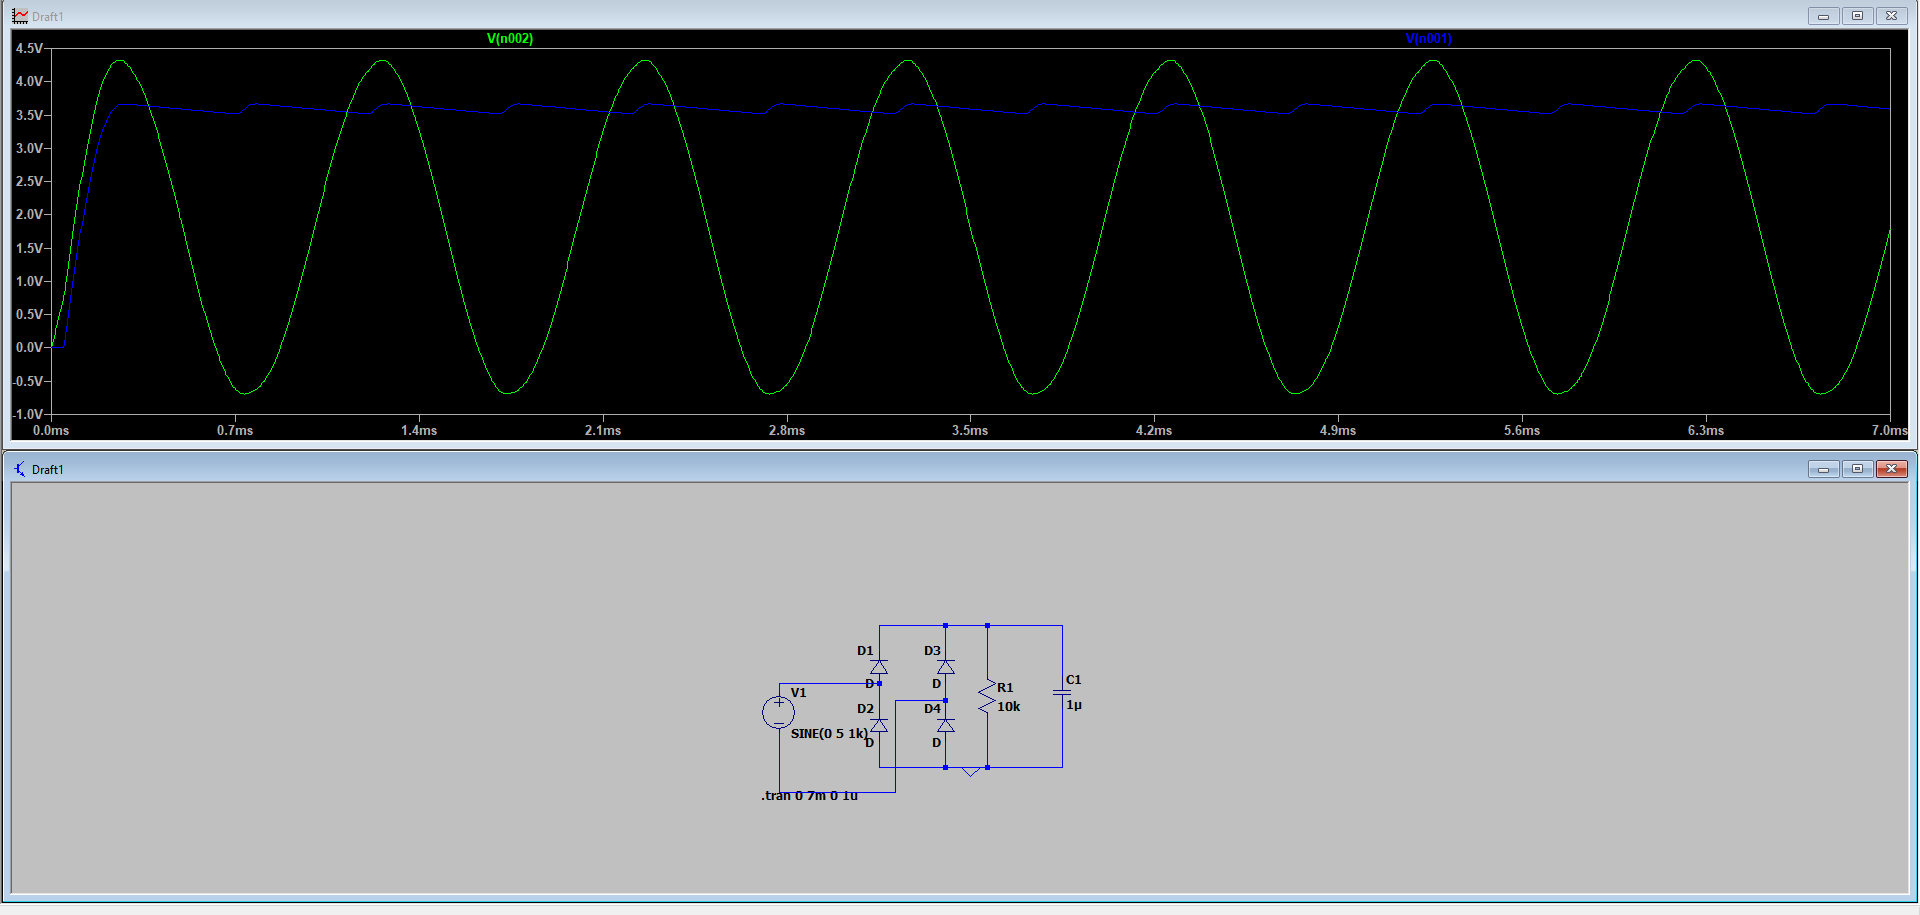 Draft1
V(n002) V(n001)
4.5V
4.0V
3.5V
3.0V
2.5V
2.0V
1.5V
1.0V
0.5V
0.0V
-0.5V
-1.0V
0.0ms 0.7ms 1.4ms 2.1ms 2.8ms 3.5ms 4.2ms 4.9ms 5.6ms 6.3ms 7.0ms
Draft1
D1 D3
D D
V1
R1
10k
C1
1µ
D2 D4
SINE(0 5 1k)
D D
.tran 0 7m 0 1u